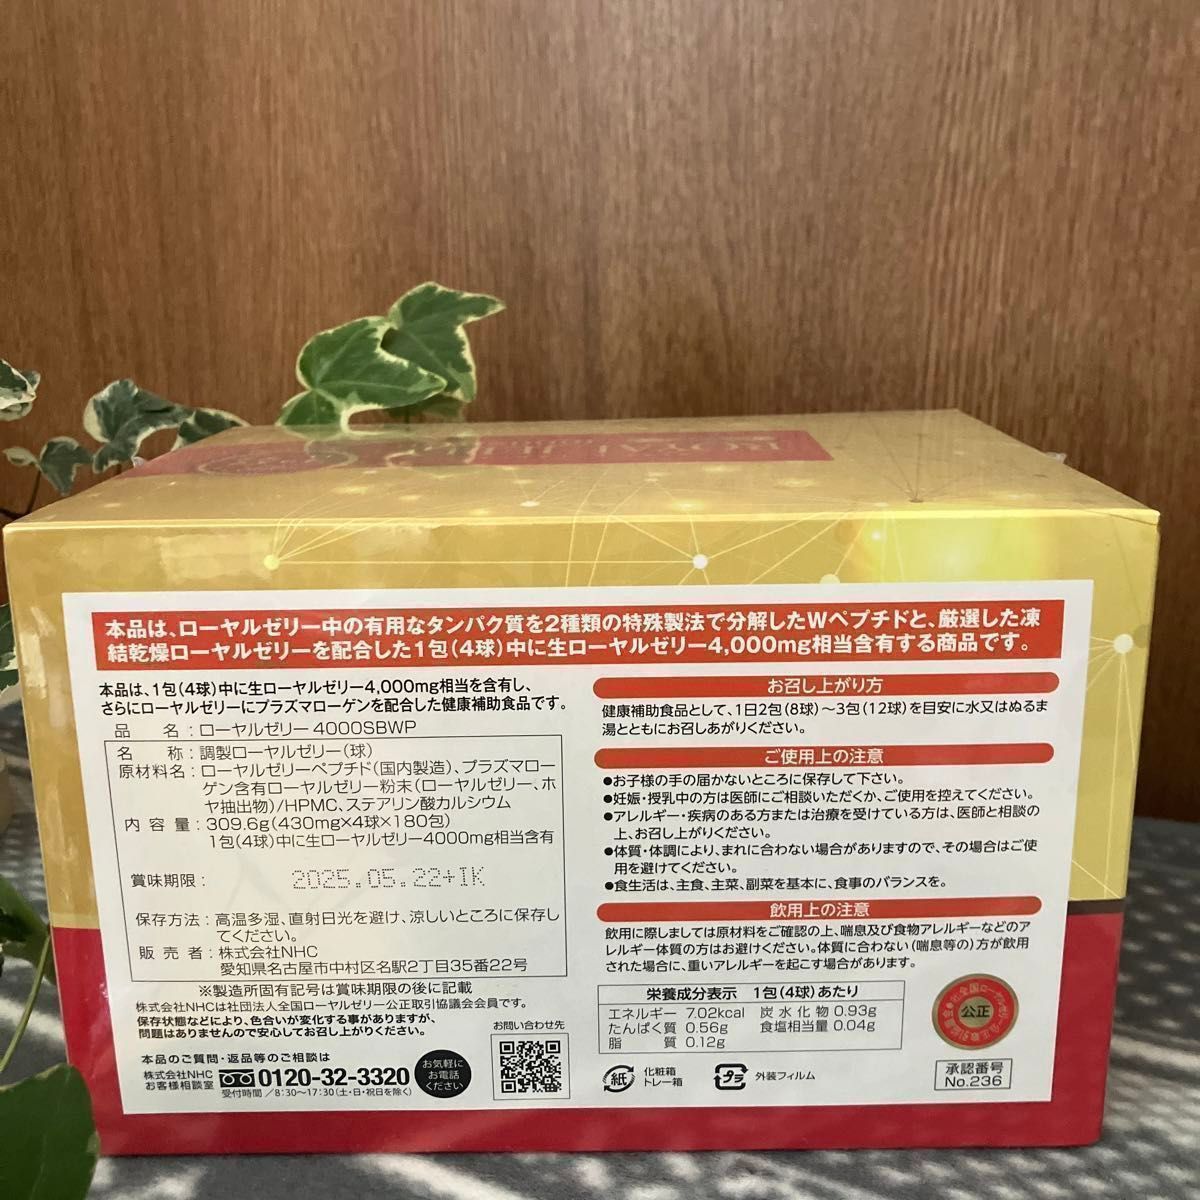 ROYAL JELLY
本品は、ローヤルゼリー中の有用なタンパク質を2種類の特殊製法で分解したWペプチドと、厳選した凍
結乾燥ローヤルゼリーを配合した1包(4球)中に生ローヤルゼリー4,000mg相当含有する商品です。
本品は、1包(4球)中に生ローヤルゼリー4,000mg相当を含有し、
さらにローヤルゼリーにプラズマローゲンを配合した健康補助食品です。
品　　名：ローヤルゼリー4000SBWP
名　　称：調製ローヤルゼリー(球)
原材料名：ローヤルゼリーペプチド(国内製造)、プラズマロー
ゲン含有ローヤルゼリー粉末(ローヤルゼリー、ホ
ヤ抽出物)/HPMC、ステアリン酸カルシウム
内 容 量：309.6g(430mg×4球×180包)
1包(4球)中に生ローヤルゼリー4000mg相当含有
賞味期限： 2025.05.22+IK
保存方法：高温多湿、直射日光を避け、涼しいところに保存し
てください。
販 売 者：株式会社NHC
愛知県名古屋市中村区名駅2丁目35番22号
※製造所固有記号は賞味期限の後に記載
株式会社NHCは社団法人全国ローヤルゼリー公正取引協議会会員です。
保存状態などにより、色合いが変化する事がありますが、
問題はありませんので安心してお召し上がりください。
お問い合わせ先
本品のご質問・返品等のご相談は
株式会社NHC
お客様相談室
0120-32-3320
受付時間／8:30〜17:30(土・日・祝日を除く)
お気軽に
お電話
ください
お召し上がり方
健康補助食品として、1日2包(8球)〜3包(12球)を目安に水又はぬるま
湯とともにお召しあがりください。
ご使用上の注意
●お子様の手の届かないところに保存して下さい。
●妊娠・授乳中の方は医師にご相談いただくか、ご使用を控えてください。
●アレルギー・疾病のある方または治療を受けている方は、医師と相談の
上、お召し上がりください。
●体質・体調により、まれに合わない場合がありますので、その場合はご使
用を避けてください。
●食生活は、主食、主菜、副菜を基本に、食事のバランスを。
飲用上の注意
飲用に際しましては原材料をご確認の上、喘息及び食物アレルギーなどのア
レルギー体質の方はお避けください。体質に合わない(喘息等の)方が飲用
された場合に、重いアレルギーを起こす場合があります。
栄養成分表示　1包(4球)あたり
エネルギー 7.02kcal 炭水化物 0.93g
たんぱく質 0.56g 食塩相当量 0.04g
脂　　質 0.12g
紙 化粧箱
トレー箱
プラ 外装フィルム
公正
承認番号
No.236